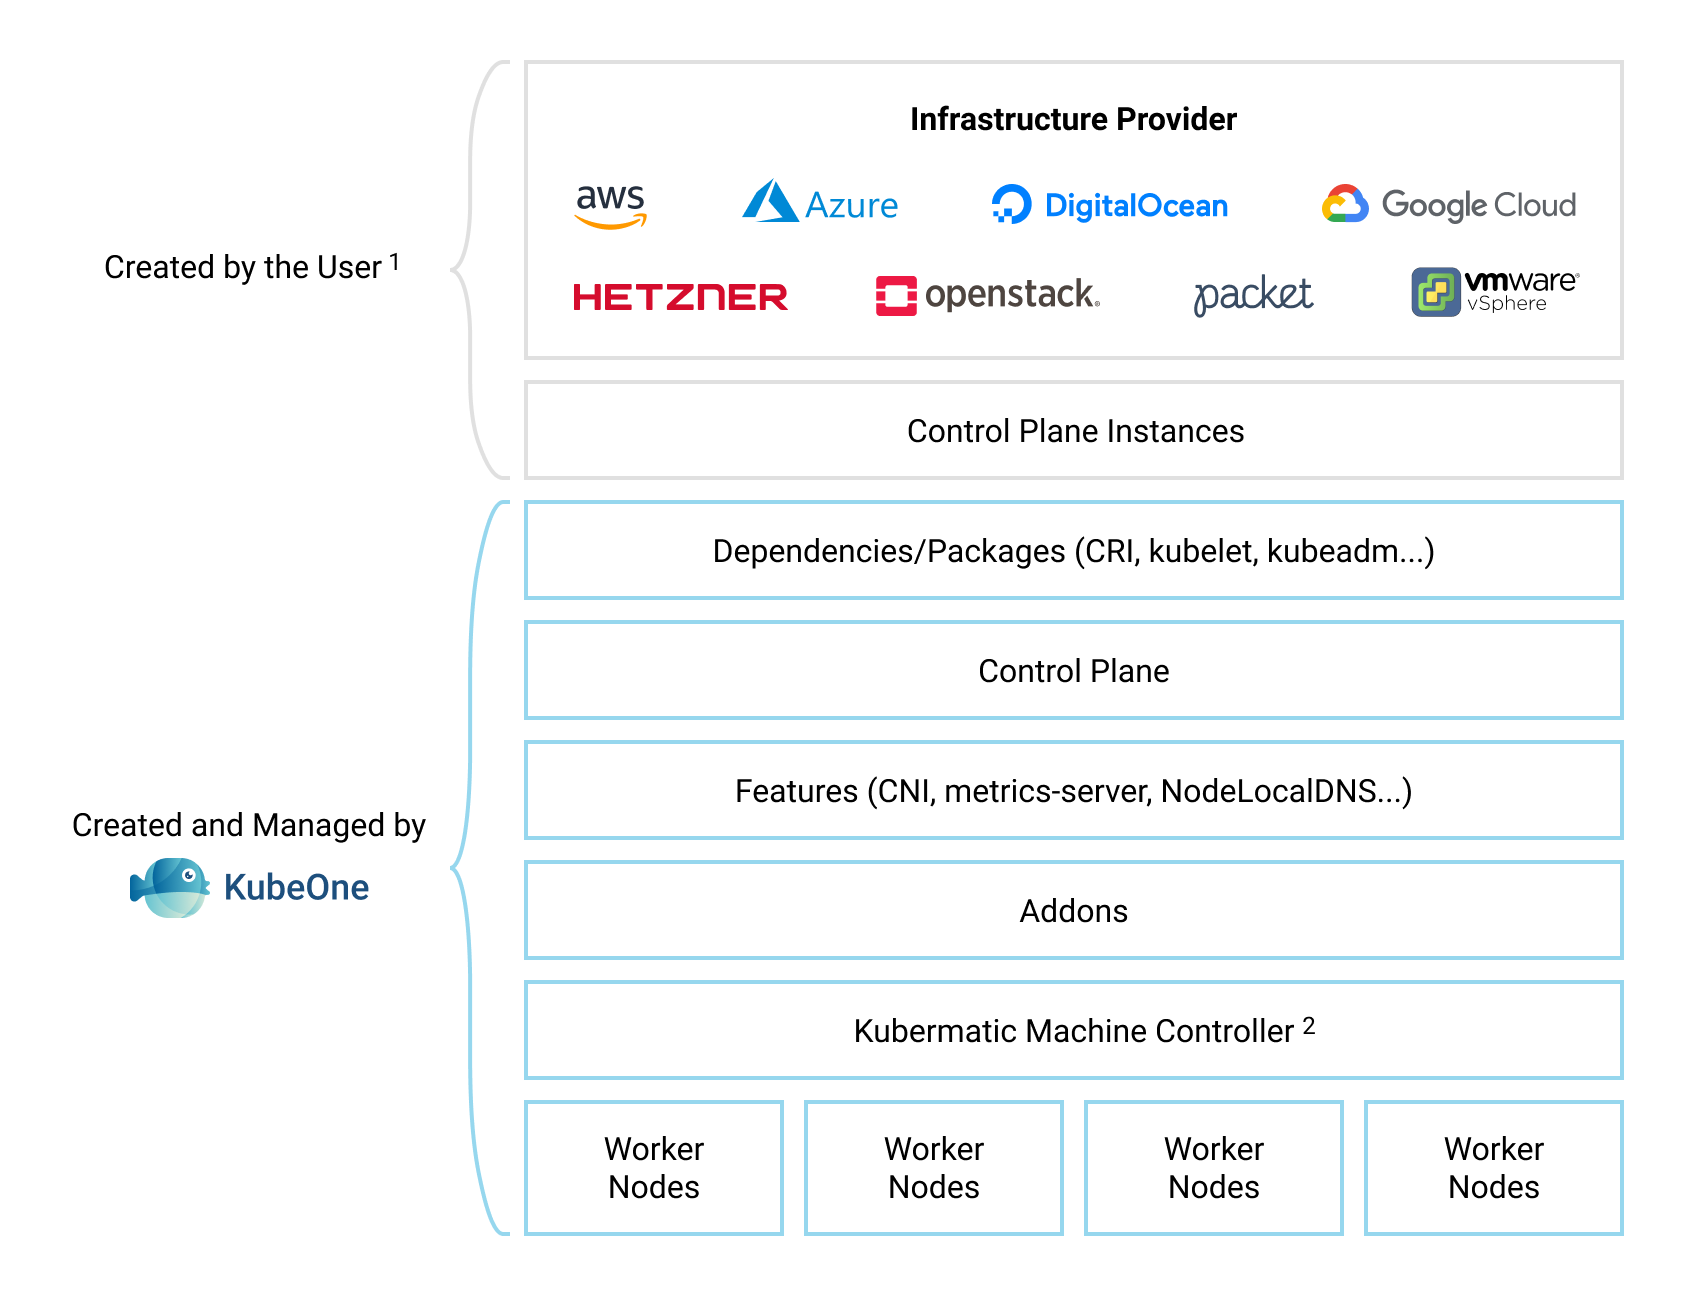 Infrastructure Provider
aws Azure DigitalOcean Google Cloud
HETZNER openstack® packet vmware®
vSphere
Created by the User 1
Control Plane Instances
Dependencies/Packages (CRI, kubelet, kubeadm...)
Control Plane
Features (CNI, metrics-server, NodeLocalDNS...)
Created and Managed by
KubeOne
Addons
Kubermatic Machine Controller 2
Worker
Nodes
Worker
Nodes
Worker
Nodes
Worker
Nodes